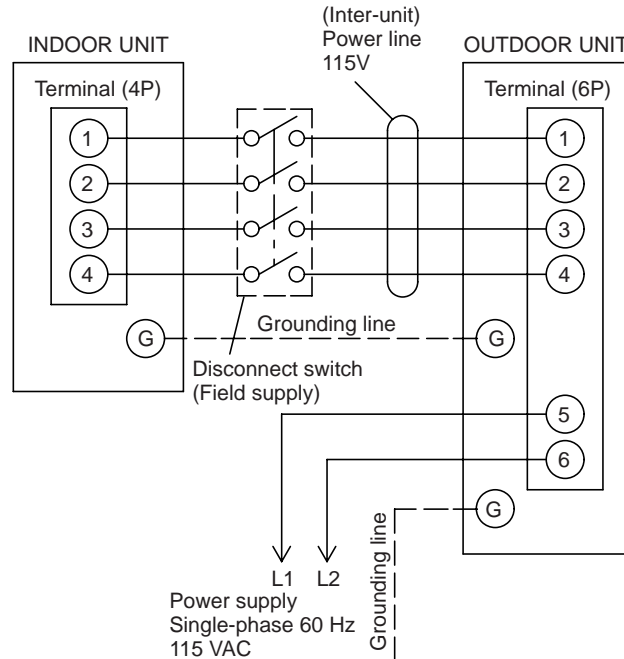 (Inter-unit)
Power line
115V
INDOOR UNIT
OUTDOOR UNIT
Terminal (4P)
Terminal (6P)
1
1
2
2
3
3
4
4
G
Grounding line
G
Disconnect switch
(Field supply)
5
6
G
Grounding line
L1
L2
Power supply
Single-phase 60 Hz
115 VAC